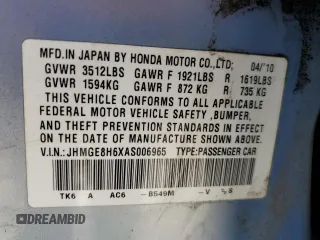 MFD.IN JAPAN BY HONDA MOTOR CO.,LTD; 04/'10
GVWR 3512LBS GAWR F 1921LBS R 1619LBS
GVWR 1594KG GAWR F 872 KG R 735 KG
THIS VEHICLE CONFORMS TO ALL APPLICABLE
FEDERAL MOTOR VEHICLE SAFETY ,BUMPER,
AND THEFT PREVENTION STANDARDS IN EFFECT
ON THE DATE OF MANUFACTURE SHOWN ABOVE.
V.I.N.: JHMGE8H6XAS006965 TYPE:PASSENGER CAR
TK6 A AC6 - B549M -V S
DREAMBID